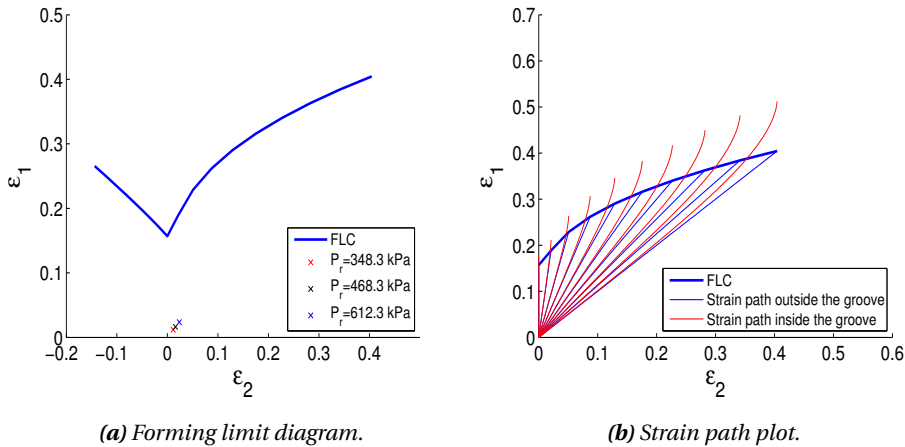 0.5
0.4
0.3
0.2
0.1
0
−0.2
−0.1
0
0.1
0.2
0.3
0.4
ε1
ε2
FLC
Pr=348.3 kPa
Pr=468.3 kPa
Pr=612.3 kPa
(a) Forming limit diagram.
0.7
0.6
0.5
0.4
0.3
0.2
0.1
0
0
0.1
0.2
0.3
0.4
0.5
0.6
ε1
ε2
FLC
Strain path outside the groove
Strain path inside the groove
(b) Strain path plot.